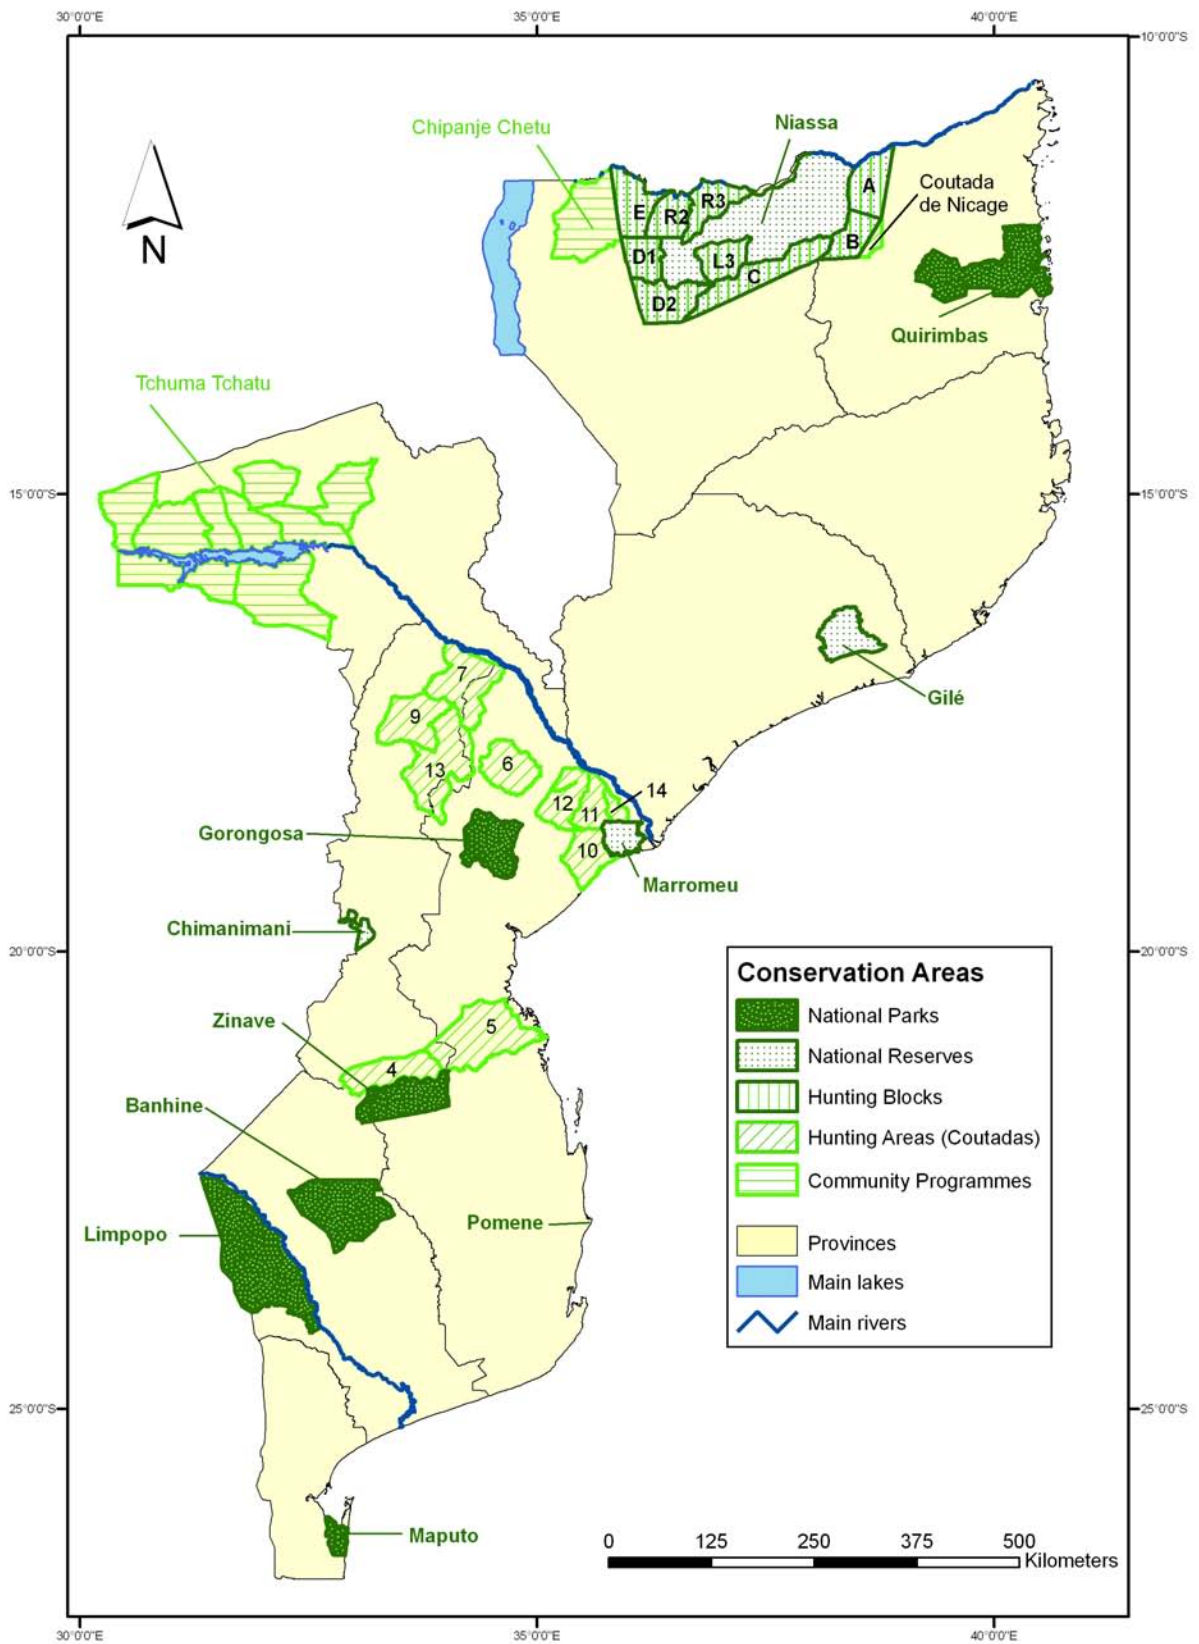 30°0'0"E
35°0'0"E
40°0'0"E
10°0'0"S
Chipanje Chetu
Niassa
Coutada
de Nicage
N
A
E
R2
R3
B
D1
L3
C
D2
Quirimbas
Tchuma Tchatu
15°0'0"S
15°0'0"S
7
9
6
13
14
12
11
10
Gilé
Gorongosa
Marromeu
Chimanimani
20°0'0"S
20°0'0"S
Zinave
5
4
Banhine
Limpopo
Pomene
Conservation Areas
National Parks
National Reserves
Hunting Blocks
Hunting Areas (Coutadas)
Community Programmes
Provinces
Main lakes
Main rivers
25°0'0"S
25°0'0"S
Maputo
0 125 250 375 500
Kilometers
30°0'0"E
35°0'0"E
40°0'0"E